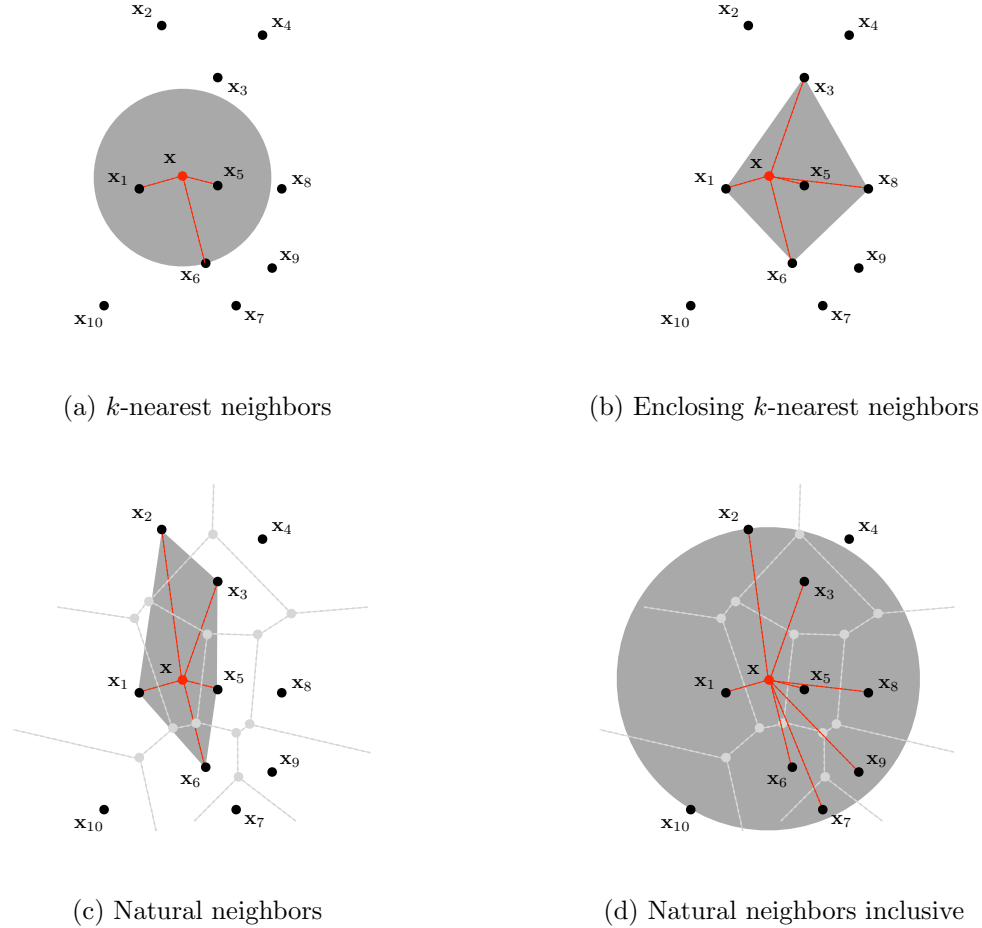 x₂
x₄
x₃
x
x₁
x₅
x₈
x₉
x₆
x₁₀
x₇
(a) k-nearest neighbors
x₂
x₄
x₃
x
x₁
x₅
x₈
x₉
x₆
x₁₀
x₇
(b) Enclosing k-nearest neighbors
x₂
x₄
x₃
x
x₁
x₅
x₈
x₉
x₆
x₁₀
x₇
(c) Natural neighbors
x₂
x₄
x₃
x
x₁
x₅
x₈
x₉
x₆
x₁₀
x₇
(d) Natural neighbors inclusive